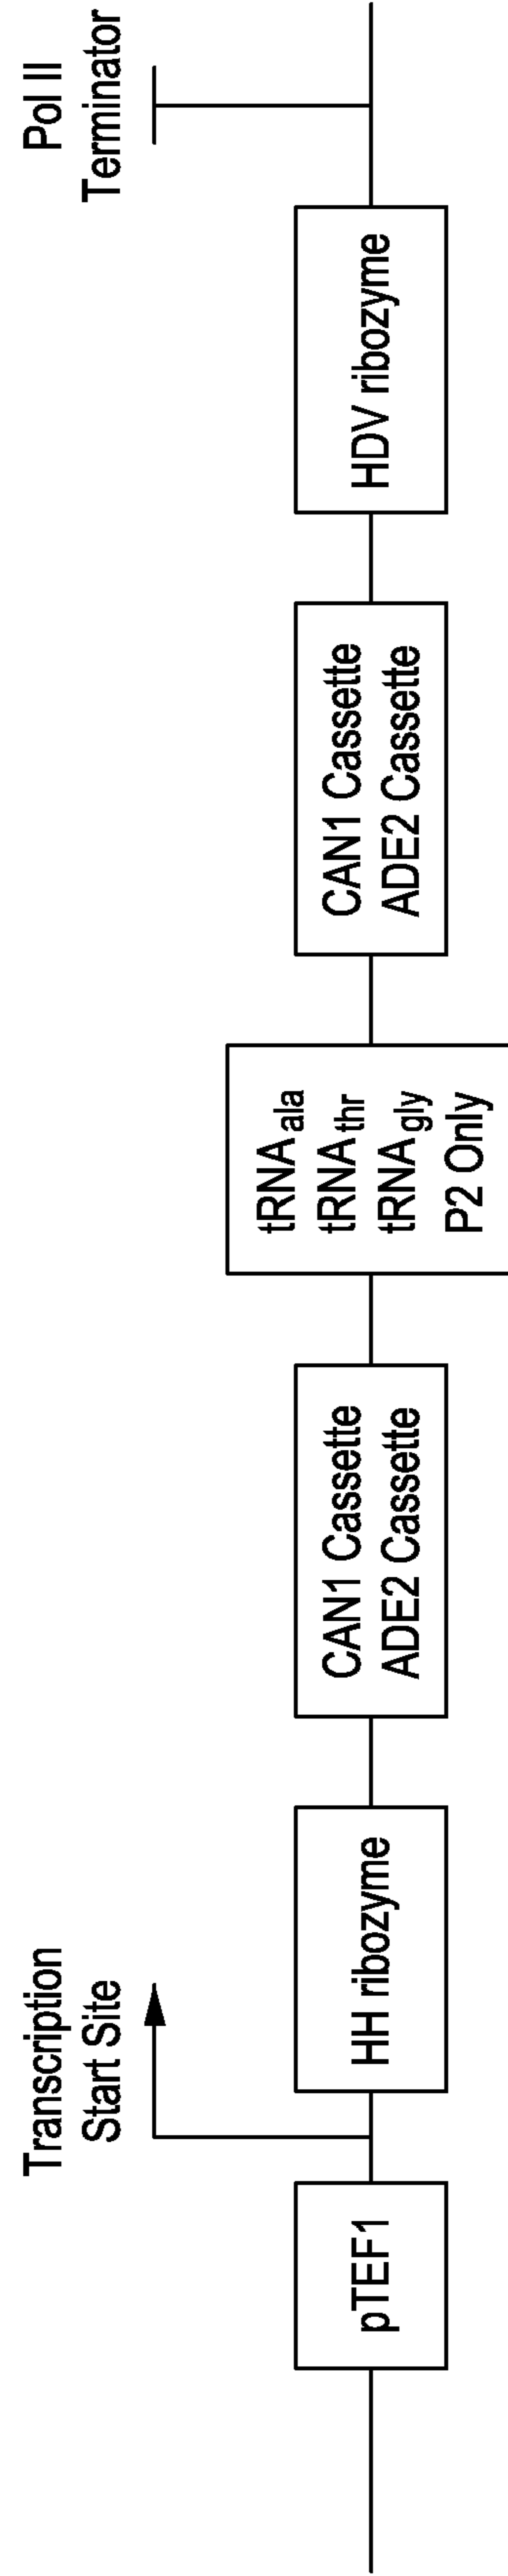 Transcription
Start Site
Pol II
Terminator
pTEF1
HH ribozyme
CAN1 Cassette
ADE2 Cassette
tRNAala
tRNAthr
tRNAgly
P2 Only
CAN1 Cassette
ADE2 Cassette
HDV ribozyme